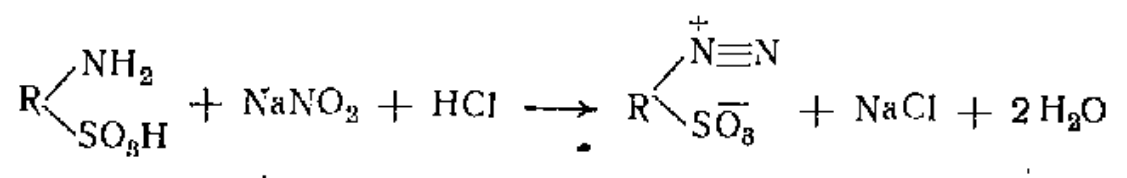 NH₂ N⁺≡N
R + NaNO₂ + HCl ⟶ R + NaCl + 2 H₂O
SO₃H SO₃⁻